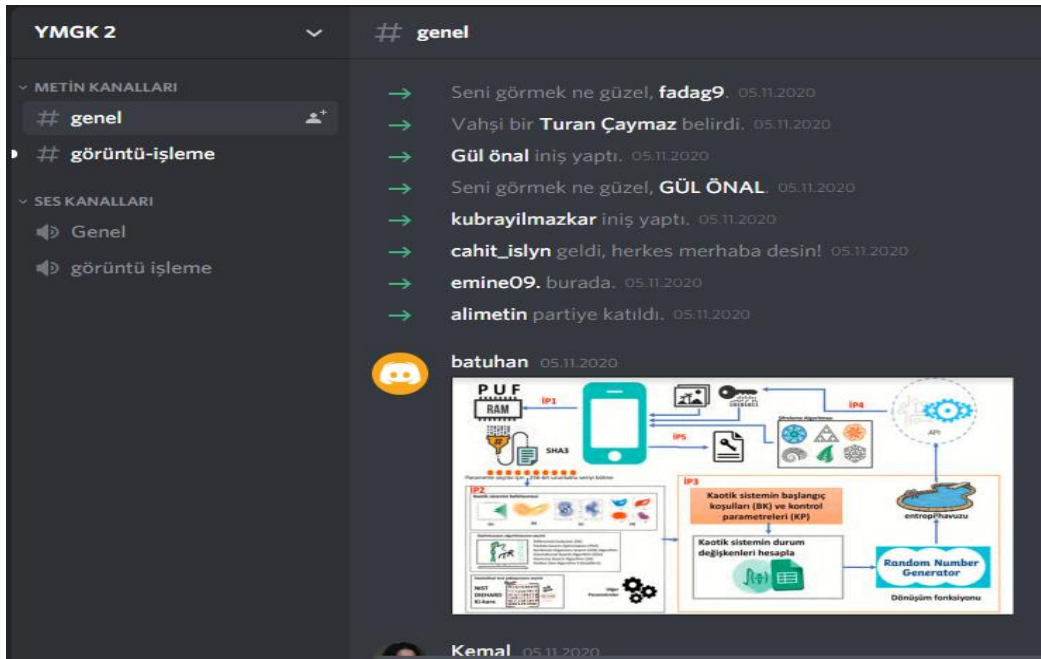 YMGK 2
METİN KANALLARI
# genel
# görüntü-işleme
SES KANALLARI
Genel
görüntü işleme
# genel
Seni görmek ne güzel, fadag9. 05.11.2020
Vahşi bir Turan Çaymaz belirdi. 05.11.2020
Gül önal iniş yaptı. 05.11.2020
Seni görmek ne güzel, GÜL ÖNAL. 05.11.2020
kubrayilmazkar iniş yaptı. 05.11.2020
cahit_islyn geldi, herkes merhaba desin! 05.11.2020
emine09. burada. 05.11.2020
alimetin partiye katıldı. 05.11.2020
batuhan 05.11.2020
PUF
RAM
İP1
SHA3
İP4
İP5
API
İP2
NIST
DIEHARD
Ki-kare
Diğer
Parametreler
İP3
Kaotik sistemin başlangıç
koşulları (BK) ve kontrol
parametreleri (KP)
Kaotik sistemin durum
değişkenleri hesapla
entropi havuzu
Random Number
Generator
Dönüşüm fonksiyonu
Kemal 05.11.2020